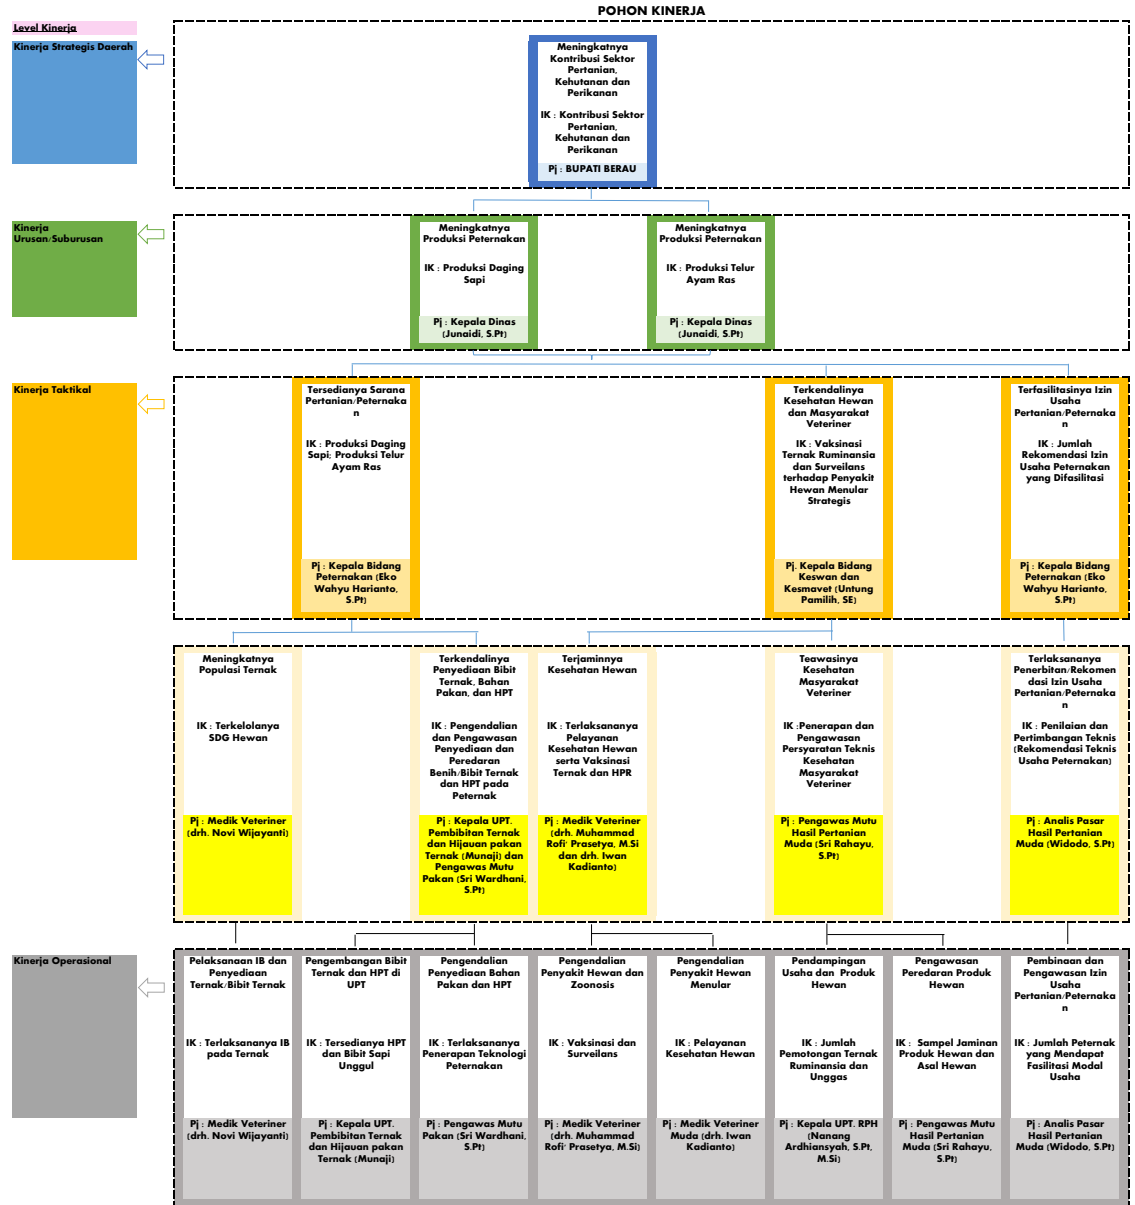 POHON KINERJA
Level Kinerja
Kinerja Strategis Daerah
Meningkatnya
Kontribusi Sektor
Pertanian,
Kehutanan dan
Perikanan
IK : Kontribusi Sektor
Pertanian,
Kehutanan dan
Perikanan
Pj : BUPATI BERAU
Kinerja
Urusan/Suburusan
Meningkatnya
Produksi Peternakan
IK : Produksi Daging
Sapi
Pj : Kepala Dinas
(Junaidi, S.Pt)
Meningkatnya
Produksi Peternakan
IK : Produksi Telur
Ayam Ras
Pj : Kepala Dinas
(Junaidi, S.Pt)
Kinerja Taktikal
Tersedianya Sarana
Pertanian/Peternaka
n
IK : Produksi Daging
Sapi; Produksi Telur
Ayam Ras
Pj : Kepala Bidang
Peternakan (Eko
Wahyu Harianto,
S.Pt)
Terkendalinya
Kesehatan Hewan
dan Masyarakat
Veteriner
IK : Vaksinasi
Ternak Ruminansia
dan Surveilans
terhadap Penyakit
Hewan Menular
Strategis
Pj. Kepala Bidang
Keswan dan
Kesmavet (Untung
Pamilih, SE)
Terfasilitasinya Izin
Usaha
Pertanian/Peternaka
n
IK : Jumlah
Rekomendasi Izin
Usaha Peternakan
yang Difasilitasi
Pj : Kepala Bidang
Peternakan (Eko
Wahyu Harianto,
S.Pt)
Meningkatnya
Populasi Ternak
IK : Terkelolanya
SDG Hewan
Pj : Medik Veteriner
(drh. Novi Wijayanti)
Terkendalinya
Penyediaan Bibit
Ternak, Bahan
Pakan, dan HPT
IK : Pengendalian
dan Pengawasan
Penyediaan dan
Peredaran
Benih/Bibit Ternak
dan HPT pada
Peternak
Pj : Kepala UPT.
Pembibitan Ternak
dan Hijauan pakan
Ternak (Munaji) dan
Pengawas Mutu
Pakan (Sri Wardhani,
S.Pt)
Terjaminnya
Kesehatan Hewan
IK : Terlaksananya
Pelayanan
Kesehatan Hewan
serta Vaksinasi
Ternak dan HPR
Pj : Medik Veteriner
(drh. Muhammad
Rofi' Prasetya, M.Si
dan drh. Iwan
Kadianto)
Teawasinya
Kesehatan
Masyarakat
Veteriner
IK :Penerapan dan
Pengawasan
Persyaratan Teknis
Kesehatan
Masyarakat
Veteriner
Pj : Pengawas Mutu
Hasil Pertanian
Muda (Sri Rahayu,
S.Pt)
Terlaksananya
Penerbitan/Rekomen
dasi Izin Usaha
Pertanian/Peternaka
n
IK : Penilaian dan
Pertimbangan Teknis
(Rekomendasi Teknis
Usaha Peternakan)
Pj : Analis Pasar
Hasil Pertanian
Muda (Widodo, S.Pt)
Kinerja Operasional
Pelaksanaan IB dan
Penyediaan
Ternak/Bibit Ternak
IK : Terlaksananya IB
pada Ternak
Pj : Medik Veteriner
(drh. Novi Wijayanti)
Pengembangan Bibit
Ternak dan HPT di
UPT
IK : Tersedianya HPT
dan Bibit Sapi
Unggul
Pj : Kepala UPT.
Pembibitan Ternak
dan Hijauan pakan
Ternak (Munaji)
Pengendalian
Penyediaan Bahan
Pakan dan HPT
IK : Terlaksananya
Penerapan Teknologi
Peternakan
Pj : Pengawas Mutu
Pakan (Sri Wardhani,
S.Pt)
Pengendalian
Penyakit Hewan dan
Zoonosis
IK : Vaksinasi dan
Surveilans
Pj : Medik Veteriner
(drh. Muhammad
Rofi' Prasetya, M.Si)
Pengendalian
Penyakit Hewan
Menular
IK : Pelayanan
Kesehatan Hewan
Pj : Medik Veteriner
Muda (drh. Iwan
Kadianto)
Pendampingan
Usaha dan Produk
Hewan
IK : Jumlah
Pemotongan Ternak
Ruminansia dan
Unggas
Pj : Kepala UPT. RPH
(Nanang
Ardhiansyah, S.Pt,
M.Si)
Pengawasan
Peredaran Produk
Hewan
IK : Sampel Jaminan
Produk Hewan dan
Asal Hewan
Pj : Pengawas Mutu
Hasil Pertanian
Muda (Sri Rahayu,
S.Pt)
Pembinaan dan
Pengawasan Izin
Usaha
Pertanian/Peternaka
n
IK : Jumlah Peternak
yang Mendapat
Fasilitasi Modal
Usaha
Pj : Analis Pasar
Hasil Pertanian
Muda (Widodo, S.Pt)